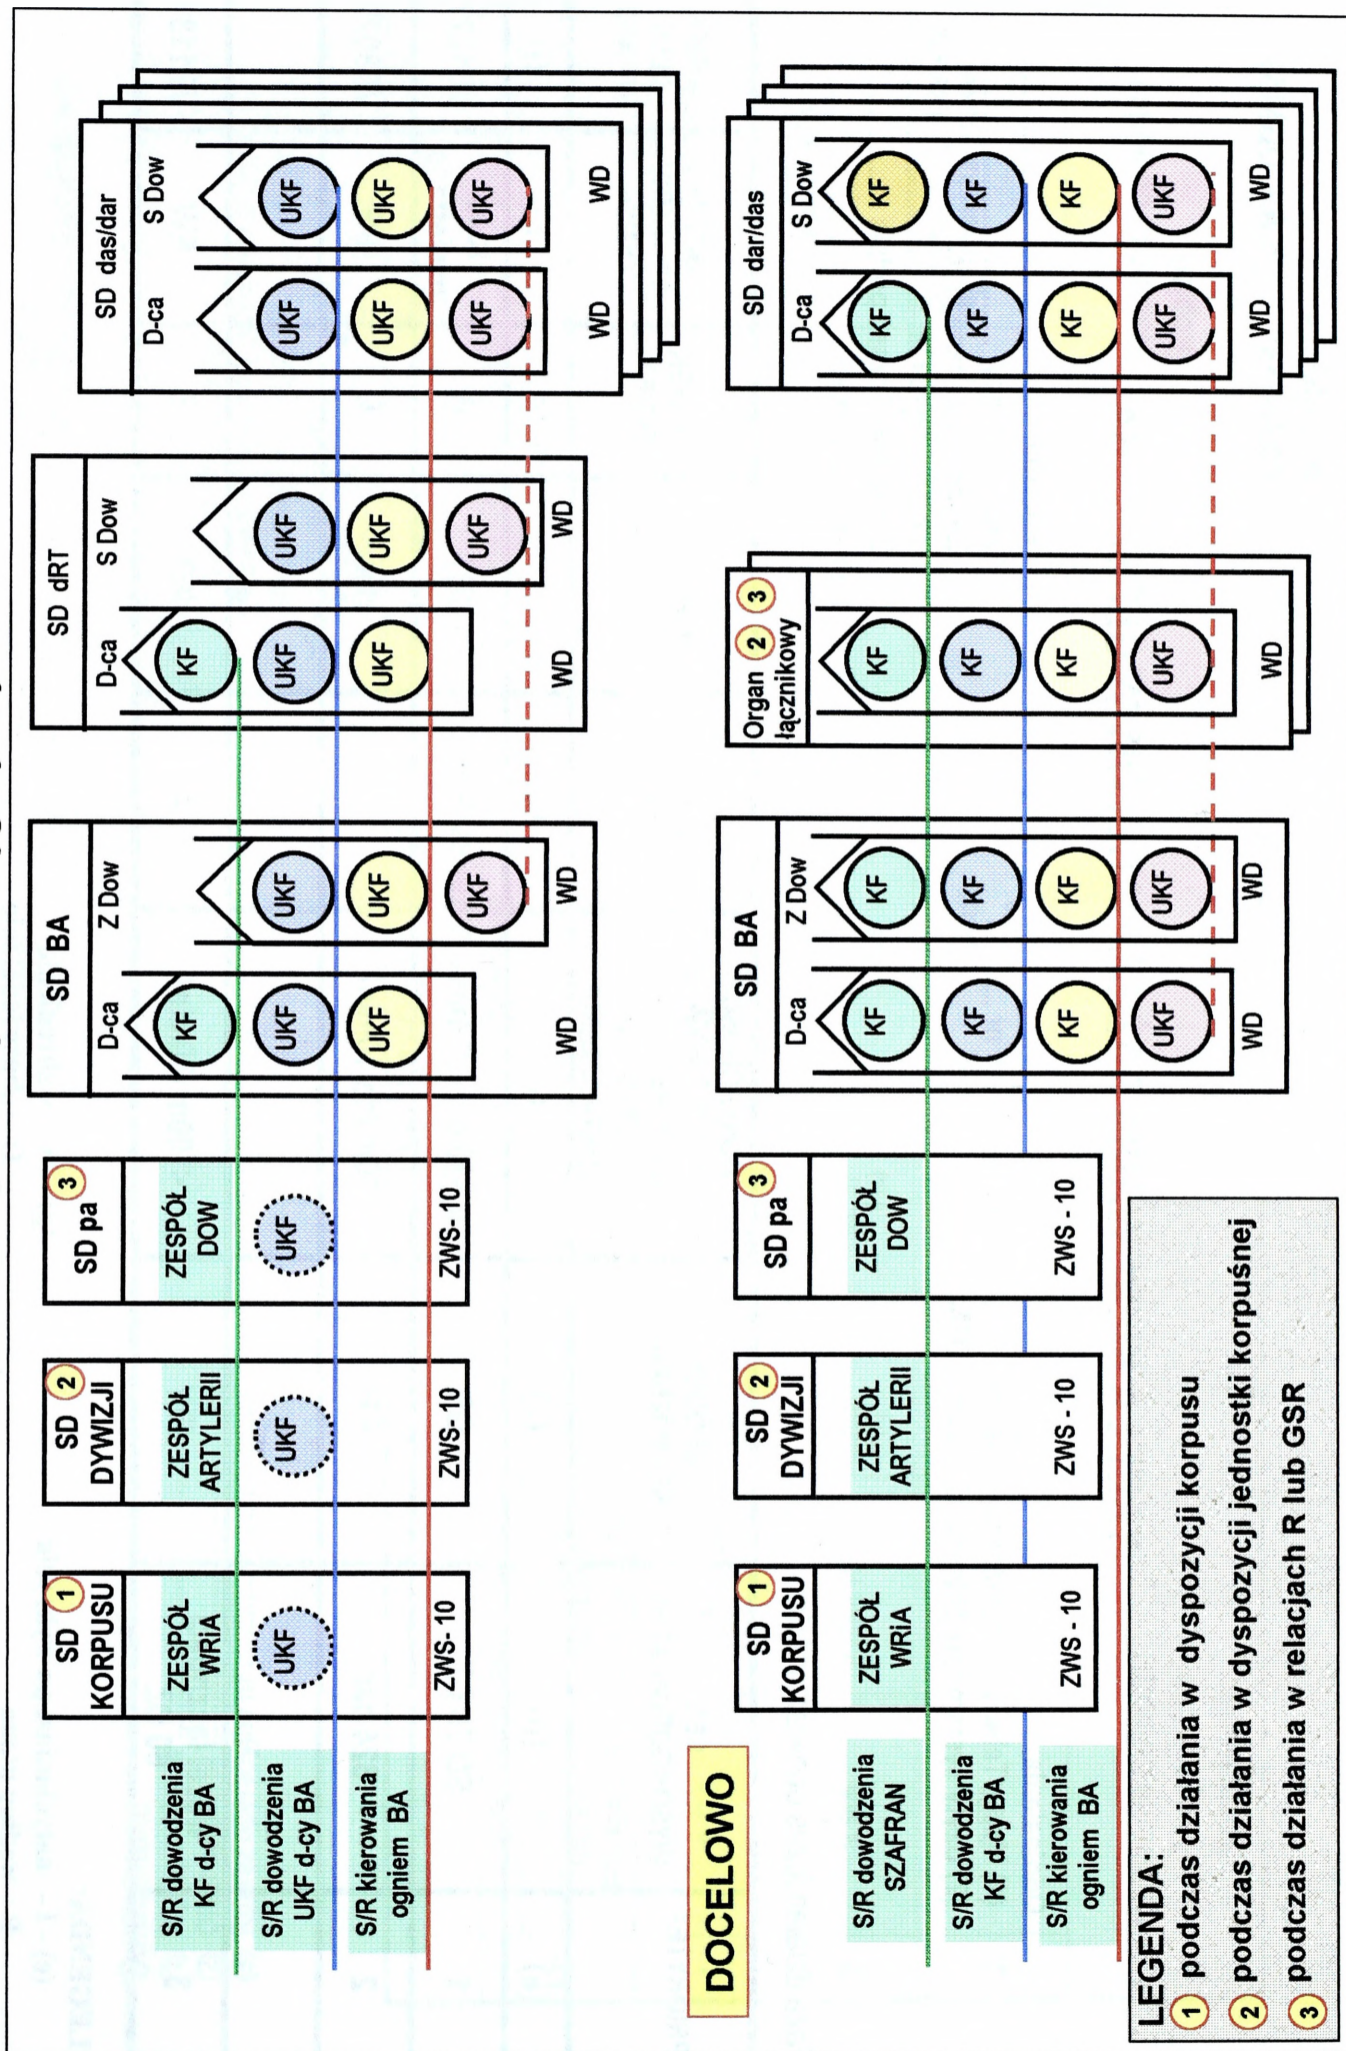 S/R dowodzenia
KF d-cy BA
S/R dowodzenia
UKF d-cy BA
S/R kierowania
ogniem BA
SD 1
KORPUSU
ZESPÓŁ
WRiA
UKF
ZWS- 10
SD 2
DYWIZJI
ZESPÓŁ
ARTYLERII
UKF
ZWS- 10
SD pa 3
ZESPÓŁ
DOW
UKF
ZWS- 10
SD BA
D-ca
KF
UKF
UKF
WD
Z Dow
UKF
UKF
UKF
WD
SD dRT
D-ca
KF
UKF
UKF
WD
S Dow
UKF
UKF
UKF
WD
SD das/dar
D-ca
UKF
UKF
UKF
WD
S Dow
UKF
UKF
UKF
WD
DOCELOWO
S/R dowodzenia
SZAFRAN
S/R dowodzenia
KF d-cy BA
S/R kierowania
ogniem BA
SD 1
KORPUSU
ZESPÓŁ
WRiA
ZWS - 10
SD 2
DYWIZJI
ZESPÓŁ
ARTYLERII
ZWS - 10
SD pa 3
ZESPÓŁ
DOW
ZWS - 10
SD BA
D-ca
KF
KF
KF
UKF
WD
Z Dow
KF
KF
KF
UKF
WD
Organ 2 3
łącznikowy
KF
KF
KF
UKF
WD
SD dar/das
D-ca
KF
KF
KF
UKF
WD
S Dow
KF
KF
KF
UKF
WD
LEGENDA:
1 podczas działania w dyspozycji korpusu
2 podczas działania w dyspozycji jednostki korpuśnej
3 podczas działania w relacjach R lub GSR